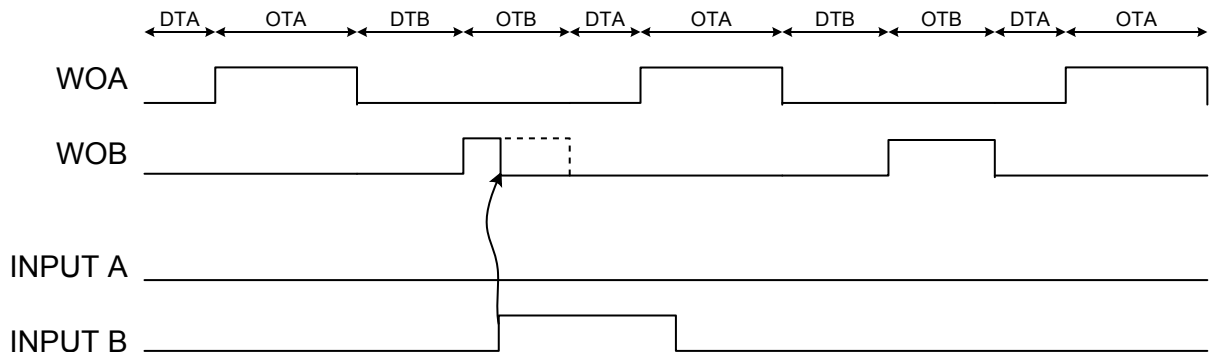 DTA OTA DTB OTB DTA OTA DTB OTB DTA OTA
WOA
WOB
INPUT A
INPUT B